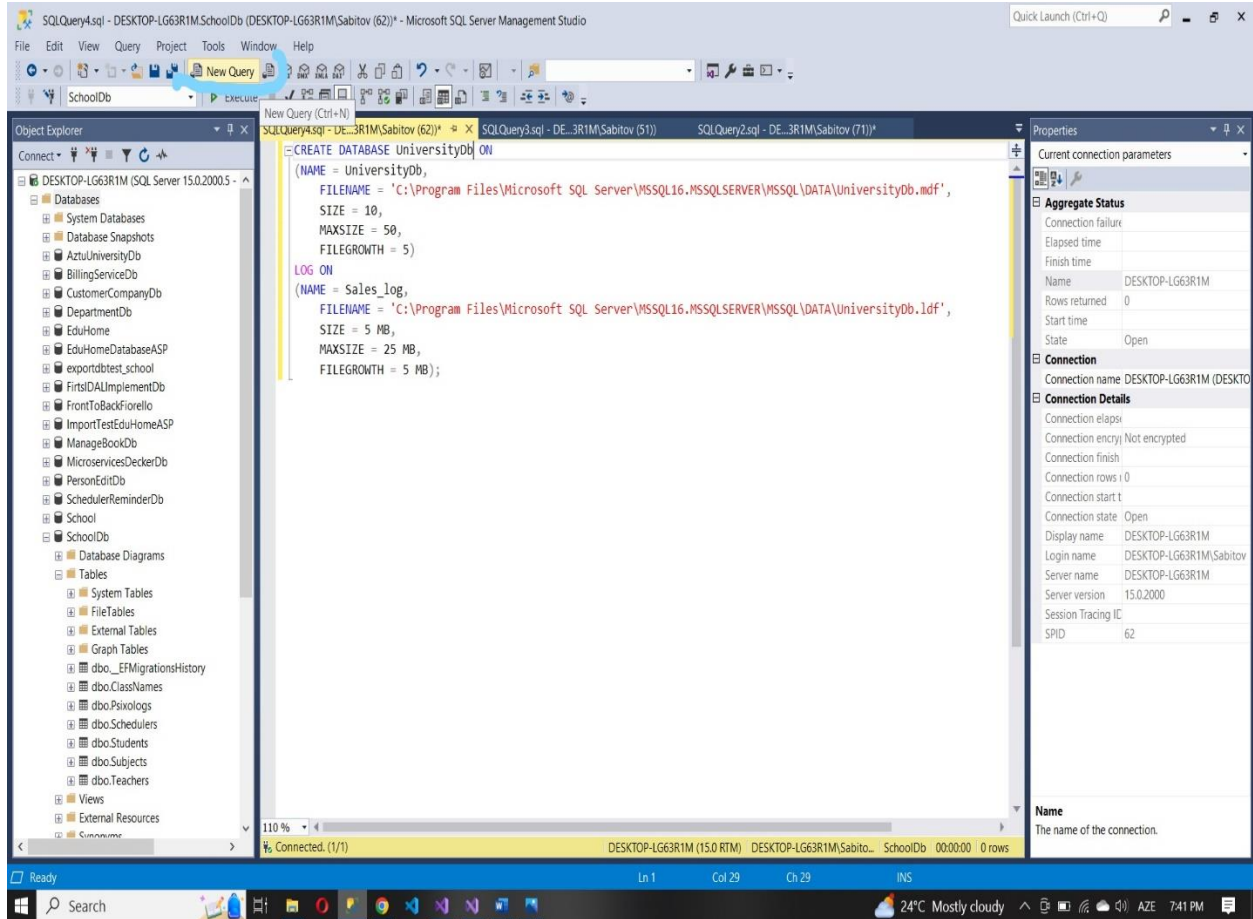 SQLQuery4.sql - DESKTOP-LG63R1M.SchoolDb (DESKTOP-LG63R1M\Sabitov (62))* - Microsoft SQL Server Management Studio
Quick Launch (Ctrl+Q)
File Edit View Query Project Tools Window Help
New Query
SchoolDb
Execute
New Query (Ctrl+N)
Object Explorer
SQLQuery4.sql - DE...3R1M\Sabitov (62))*
SQLQuery3.sql - DE...3R1M\Sabitov (51))
SQLQuery2.sql - DE...3R1M\Sabitov (71))*
Connect
DESKTOP-LG63R1M (SQL Server 15.0.2000.5 -
Databases
System Databases
Database Snapshots
AztuUniversityDb
BillingServiceDb
CustomerCompanyDb
DepartmentDb
EduHome
EduHomeDatabaseASP
exportdbtest_school
FirtsIDALImplementDb
FrontToBackFiorello
ImportTestEduHomeASP
ManageBookDb
MicroservicesDeckerDb
PersonEditDb
SchedulerReminderDb
School
SchoolDb
Database Diagrams
Tables
System Tables
FileTables
External Tables
Graph Tables
dbo.__EFMigrationsHistory
dbo.ClassNames
dbo.Psixologs
dbo.Schedulers
dbo.Students
dbo.Subjects
dbo.Teachers
Views
External Resources
Synonyms
CREATE DATABASE UniversityDb ON
(NAME = UniversityDb,
FILENAME = 'C:\Program Files\Microsoft SQL Server\MSSQL16.MSSQLSERVER\MSSQL\DATA\UniversityDb.mdf',
SIZE = 10,
MAXSIZE = 50,
FILEGROWTH = 5)
LOG ON
(NAME = Sales_log,
FILENAME = 'C:\Program Files\Microsoft SQL Server\MSSQL16.MSSQLSERVER\MSSQL\DATA\UniversityDb.ldf',
SIZE = 5 MB,
MAXSIZE = 25 MB,
FILEGROWTH = 5 MB);
110 %
Connected. (1/1)
DESKTOP-LG63R1M (15.0 RTM) DESKTOP-LG63R1M\Sabito... SchoolDb 00:00:00 0 rows
Properties
Current connection parameters
Aggregate Status
Connection failure
Elapsed time
Finish time
Name DESKTOP-LG63R1M
Rows returned 0
Start time
State Open
Connection
Connection name DESKTOP-LG63R1M (DESKTO
Connection Details
Connection elapse
Connection encry Not encrypted
Connection finish
Connection rows 0
Connection start t
Connection state Open
Display name DESKTOP-LG63R1M
Login name DESKTOP-LG63R1M\Sabitov
Server name DESKTOP-LG63R1M
Server version 15.0.2000
Session Tracing ID
SPID 62
Name
The name of the connection.
Ready Ln 1 Col 29 Ch 29 INS
Search
24°C Mostly cloudy AZE 7:41 PM